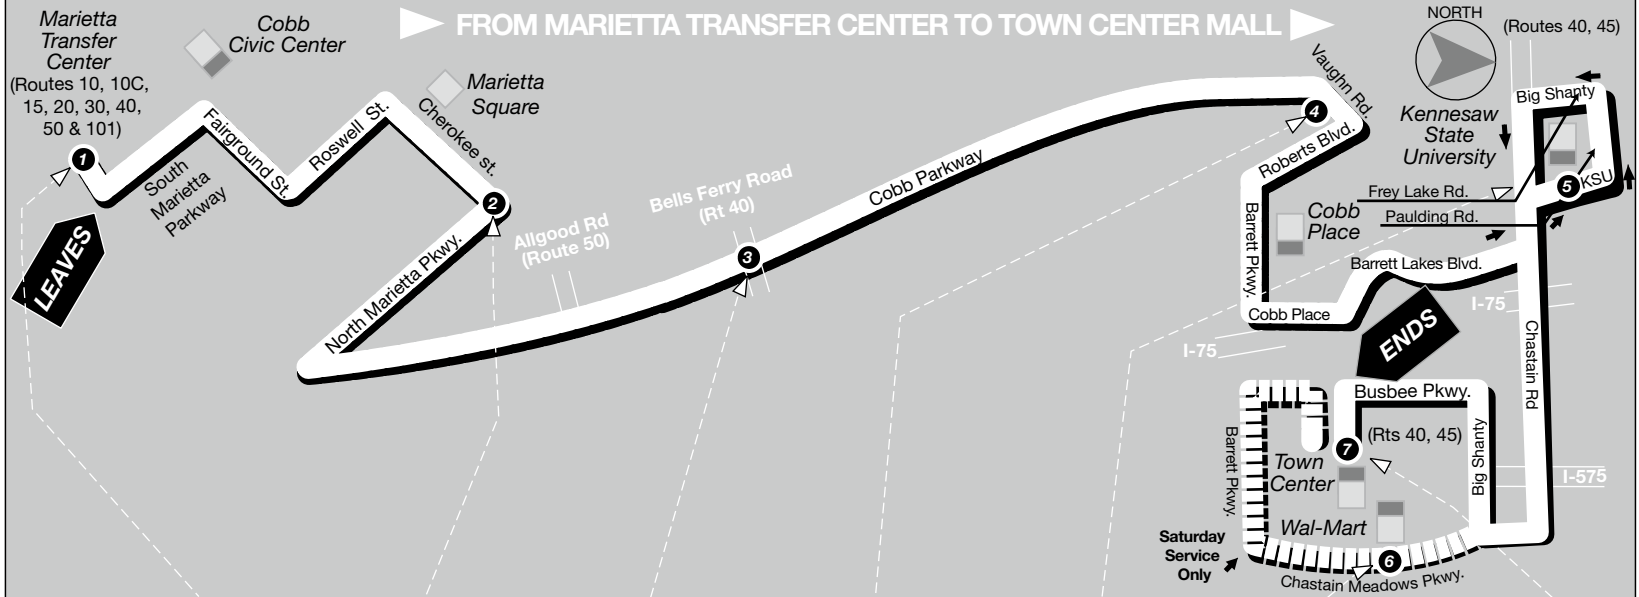 FROM MARIETTA TRANSFER CENTER TO TOWN CENTER MALL
Marietta
Transfer
Center
(Routes 10, 10C,
15, 20, 30, 40,
50 & 101)
1
LEAVES
Cobb
Civic Center
South
Marietta
Parkway
Fairground St.
Roswell St.
Marietta
Square
Cherokee st.
2
North Marietta Pkwy.
Allgood Rd
(Route 50)
Bells Ferry Road
(Rt 40)
3
Cobb Parkway
Vaughn Rd.
4
Roberts Blvd.
Barrett Pkwy.
Cobb
Place
Cobb Place
I-75
Barrett Lakes Blvd.
NORTH
(Routes 40, 45)
Kennesaw
State
University
Big Shanty
Frey Lake Rd.
Paulding Rd.
5
KSU
I-75
Chastain Rd
I-575
ENDS
Busbee Pkwy.
7
(Rts 40, 45)
Town
Center
Big Shanty
Wal-Mart
Barrett Pkwy.
6
Chastain Meadows Pkwy.
Saturday
Service
Only